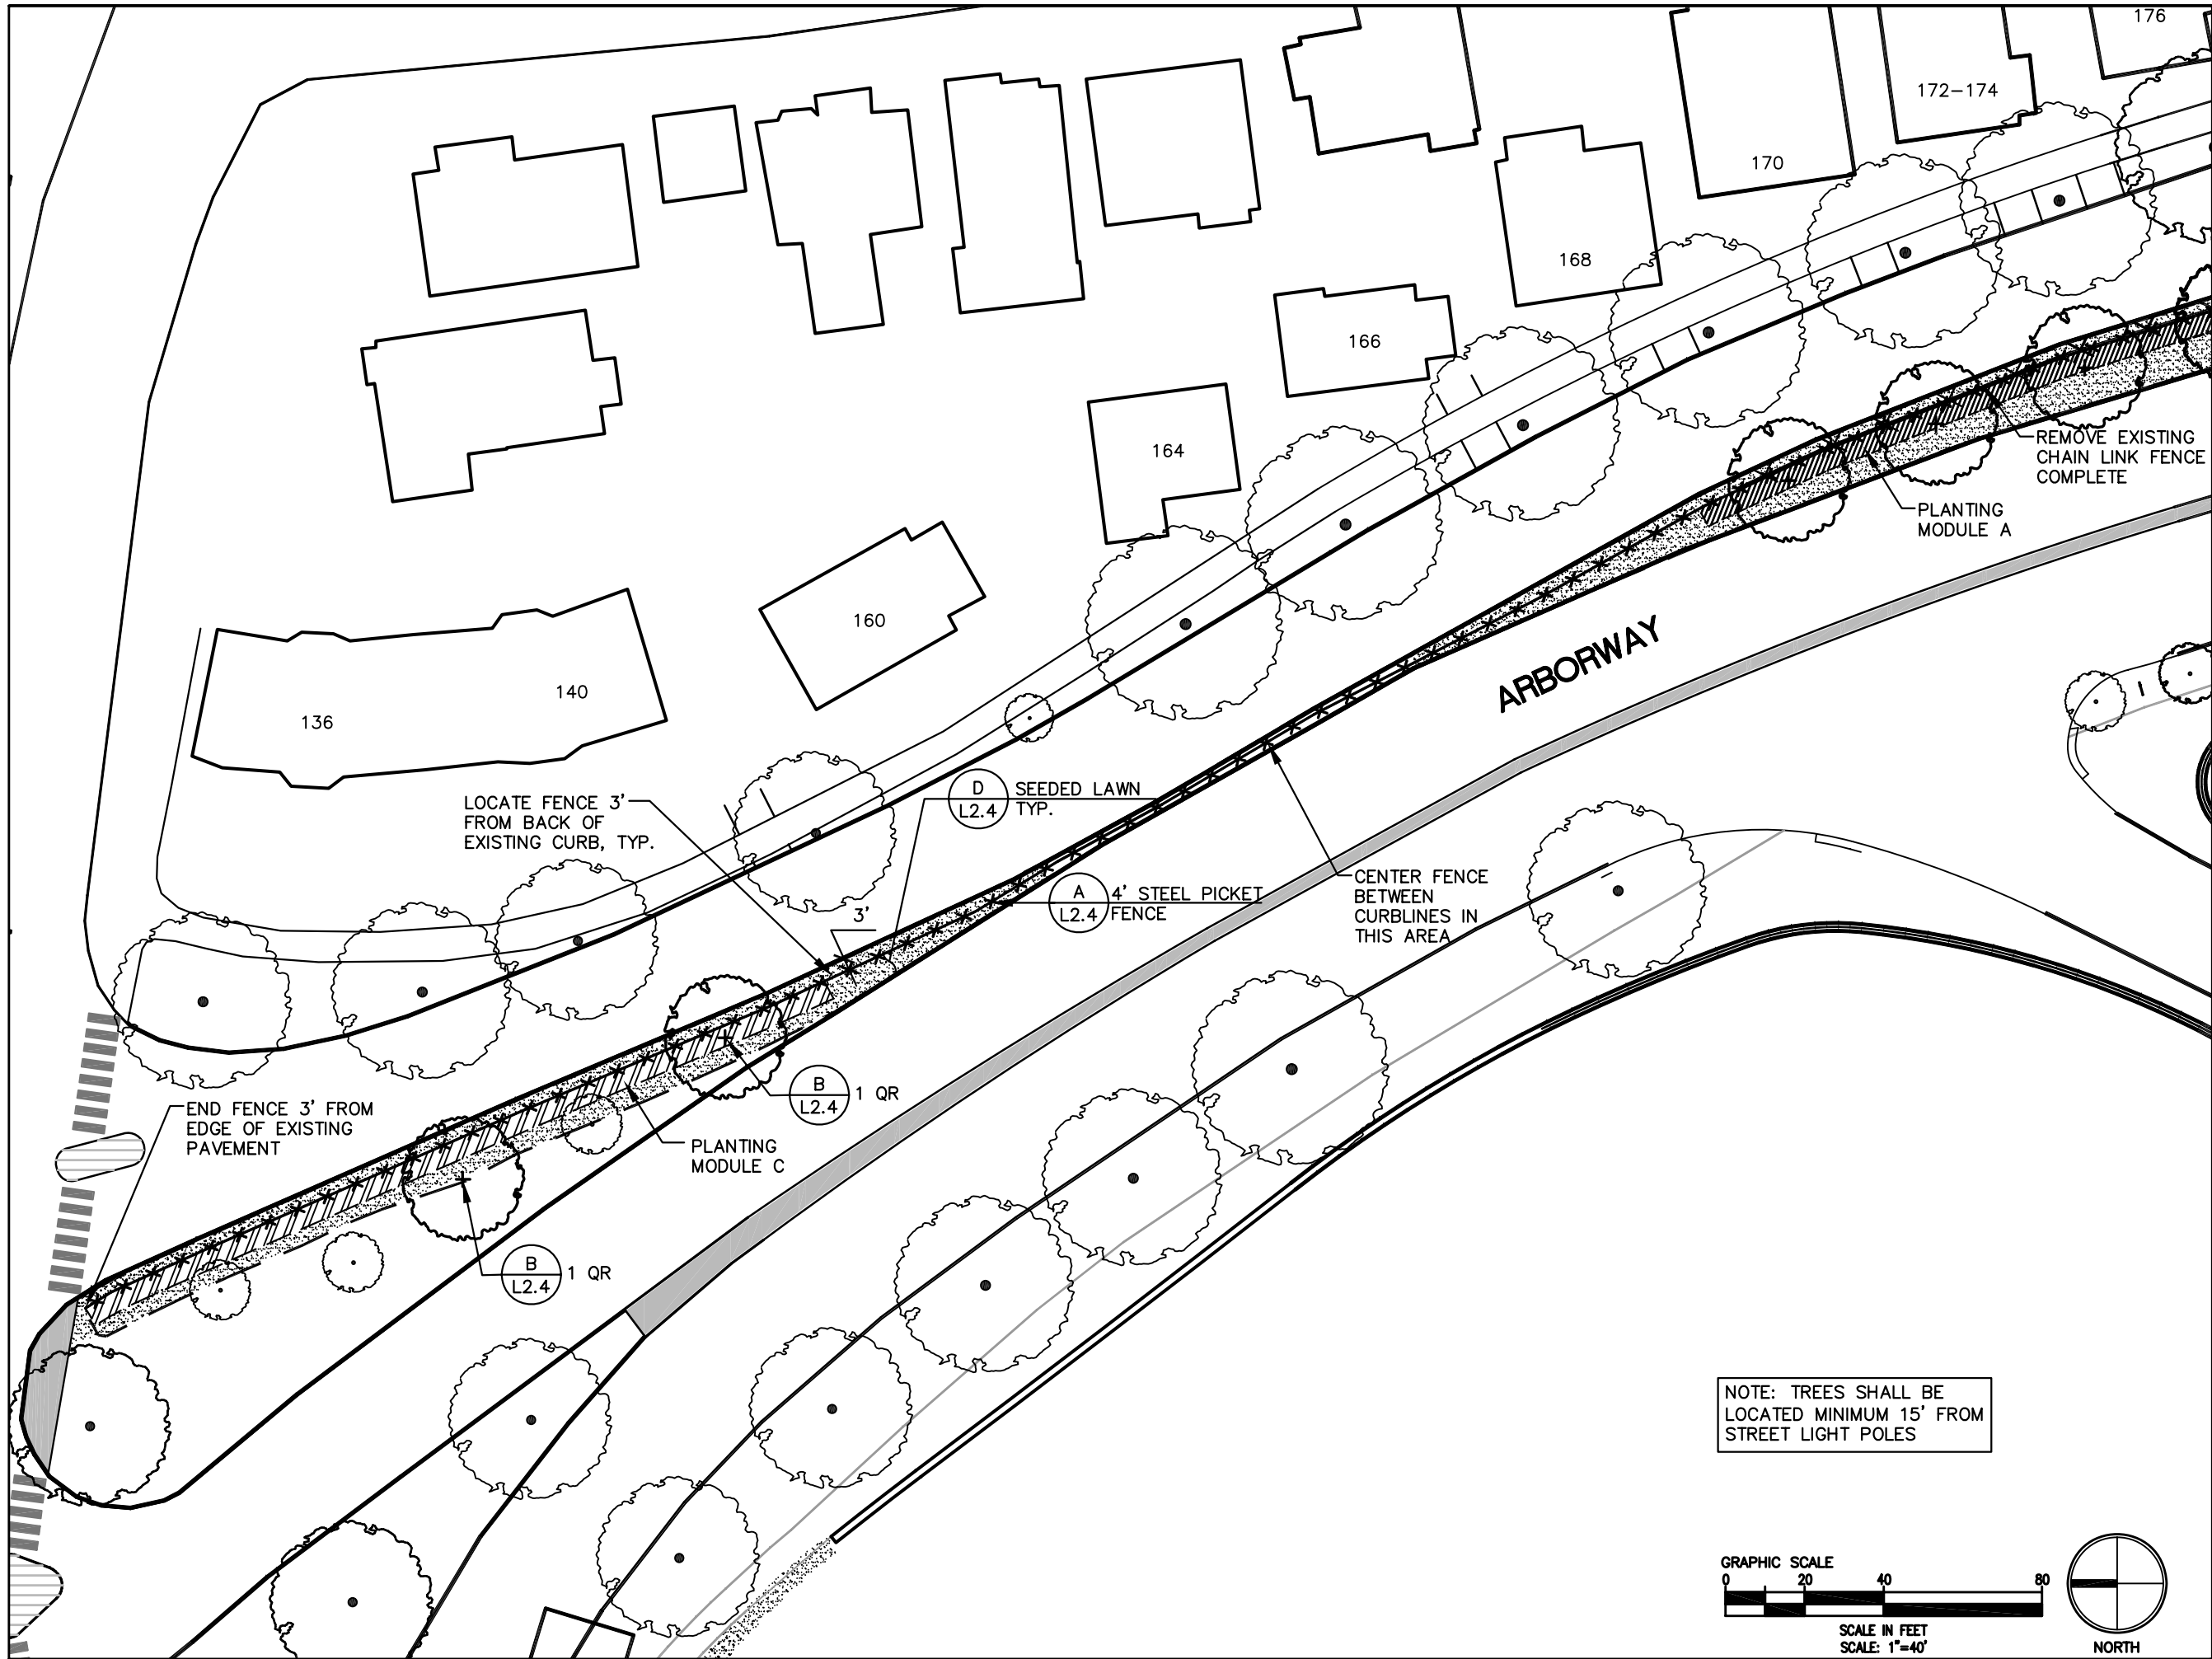 176
172-174
170
168
166
164
160
140
136
REMOVE EXISTING
CHAIN LINK FENCE
COMPLETE
PLANTING
MODULE A
ARBORWAY
LOCATE FENCE 3'
FROM BACK OF
EXISTING CURB, TYP.
D
L2.4
SEEDED LAWN
TYP.
3'
A
L2.4
4' STEEL PICKET
FENCE
CENTER FENCE
BETWEEN
CURBLINES IN
THIS AREA
B
L2.4
1 QR
END FENCE 3' FROM
EDGE OF EXISTING
PAVEMENT
PLANTING
MODULE C
B
L2.4
1 QR
NOTE: TREES SHALL BE
LOCATED MINIMUM 15' FROM
STREET LIGHT POLES
GRAPHIC SCALE
0 20 40 80
SCALE IN FEET
SCALE: 1"=40'
NORTH